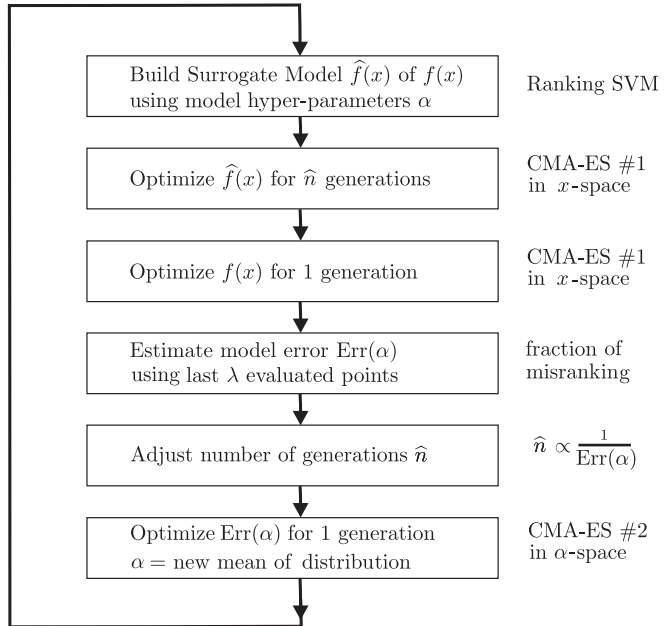 Build Surrogate Model f̂(x) of f(x) using model hyper-parameters α
Ranking SVM
Optimize f̂(x) for n̂ generations
CMA-ES #1 in x-space
Optimize f(x) for 1 generation
CMA-ES #1 in x-space
Estimate model error Err(α) using last λ evaluated points
fraction of misranking
Adjust number of generations n̂
n̂ ∝ 1/Err(α)
Optimize Err(α) for 1 generation
α = new mean of distribution
CMA-ES #2 in α-space